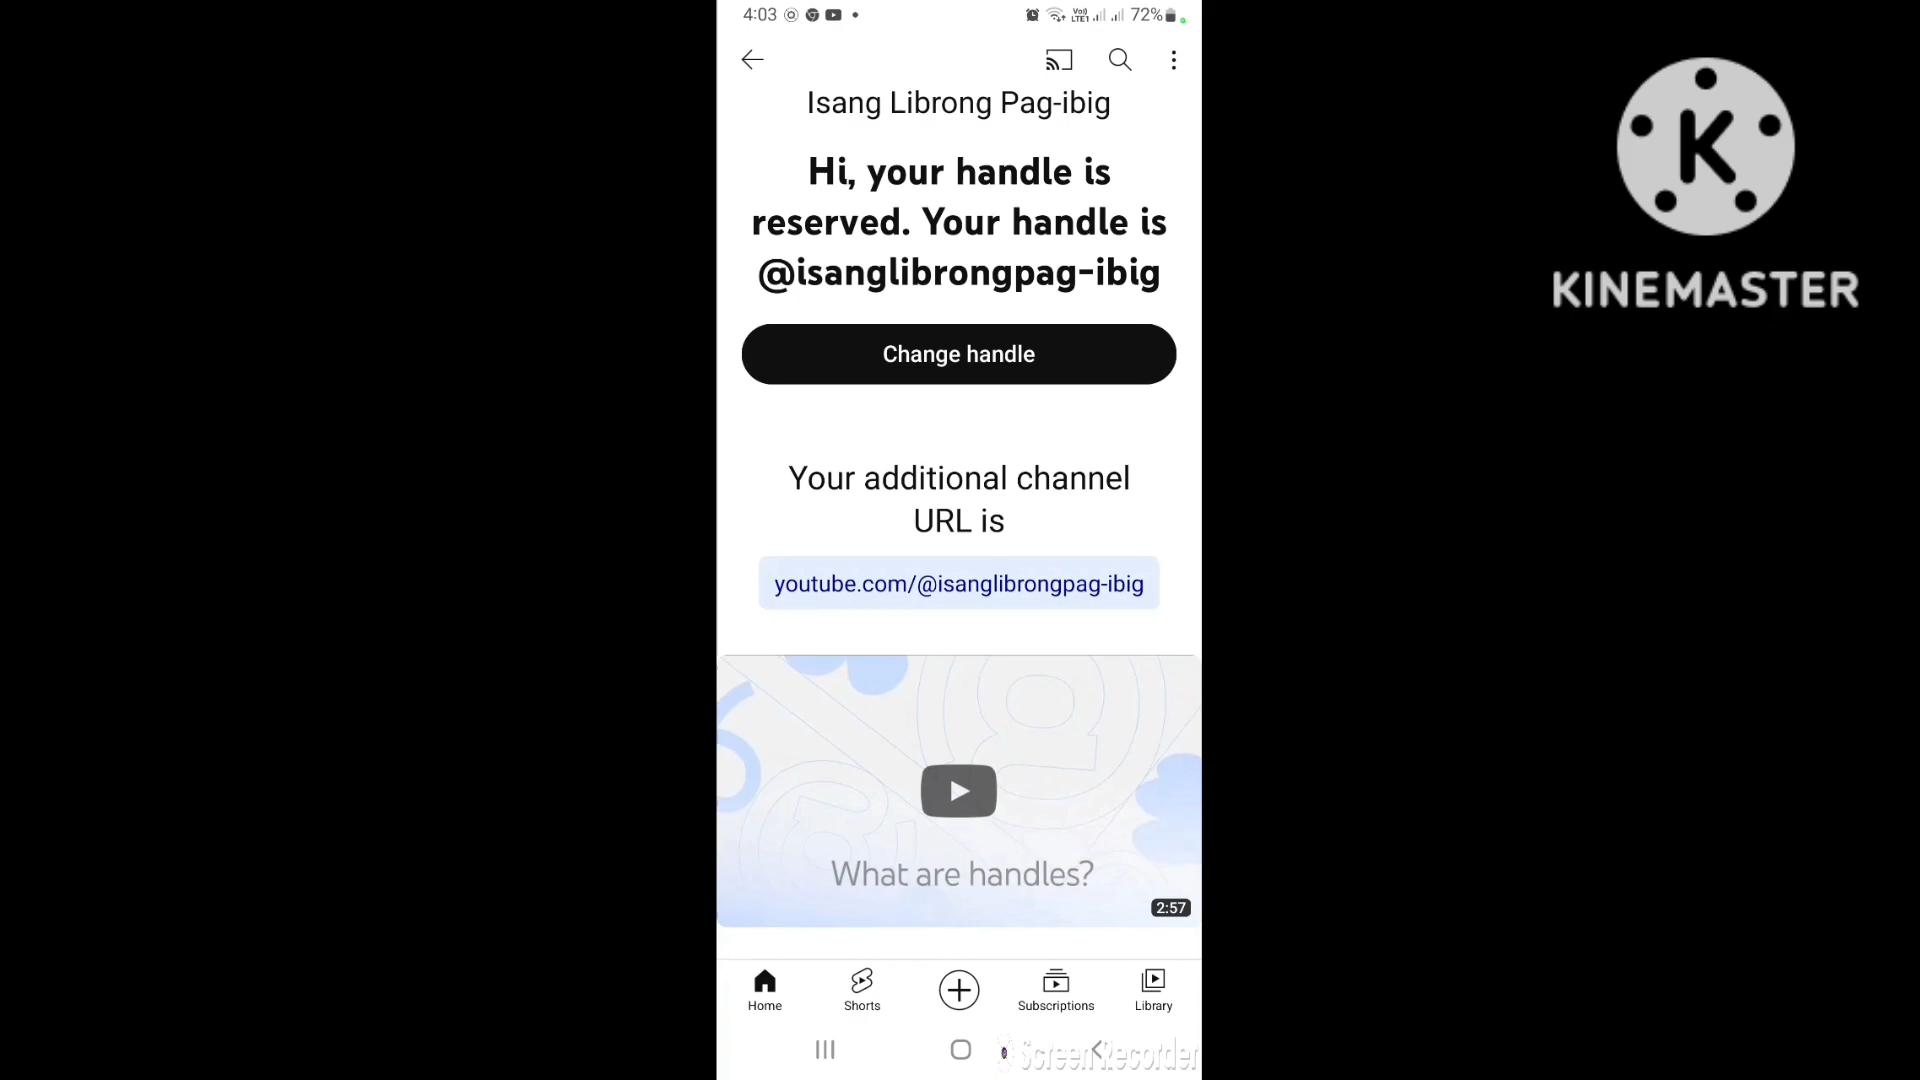 4:03
Vo)) LTE1 72%
Isang Librong Pag-ibig
Hi, your handle is
reserved. Your handle is
@isanglibrongpag-ibig
Change handle
Your additional channel
URL is
youtube.com/@isanglibrongpag-ibig
What are handles?
2:57
Home Shorts Subscriptions Library
Screen Recorder
K
KINEMASTER